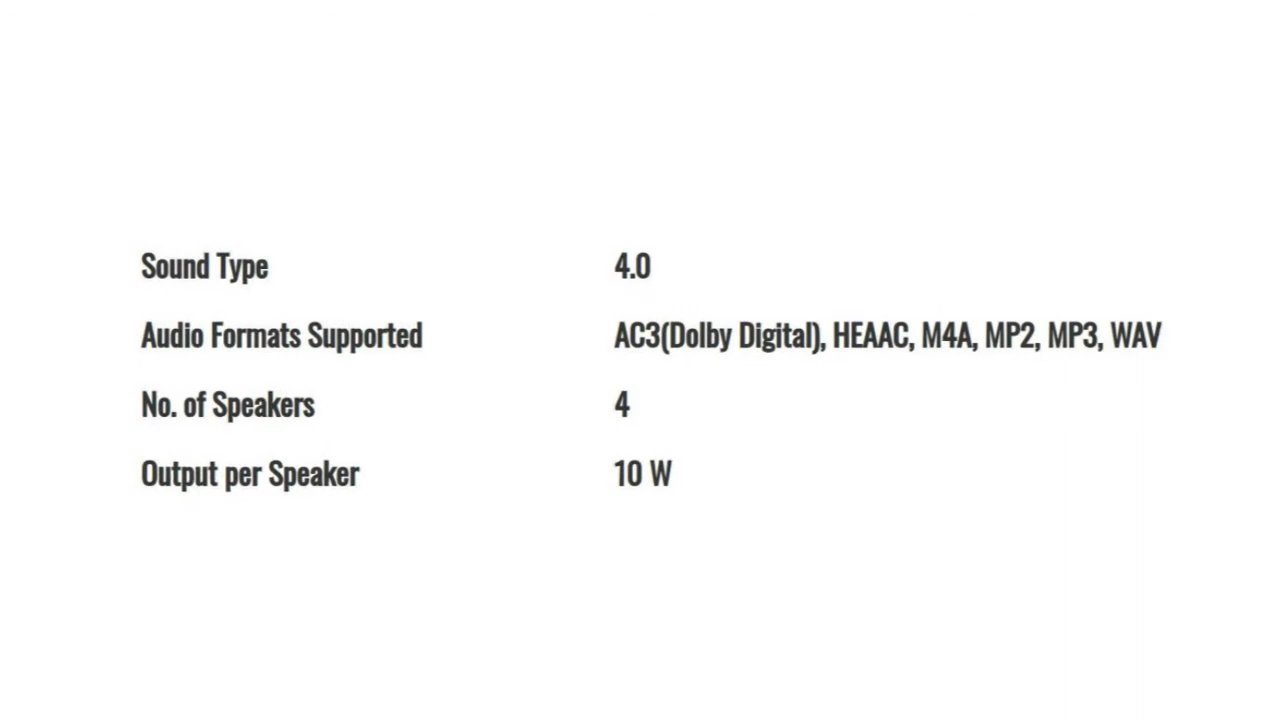 Sound Type 4.0
Audio Formats Supported AC3(Dolby Digital), HEAAC, M4A, MP2, MP3, WAV
No. of Speakers 4
Output per Speaker 10 W